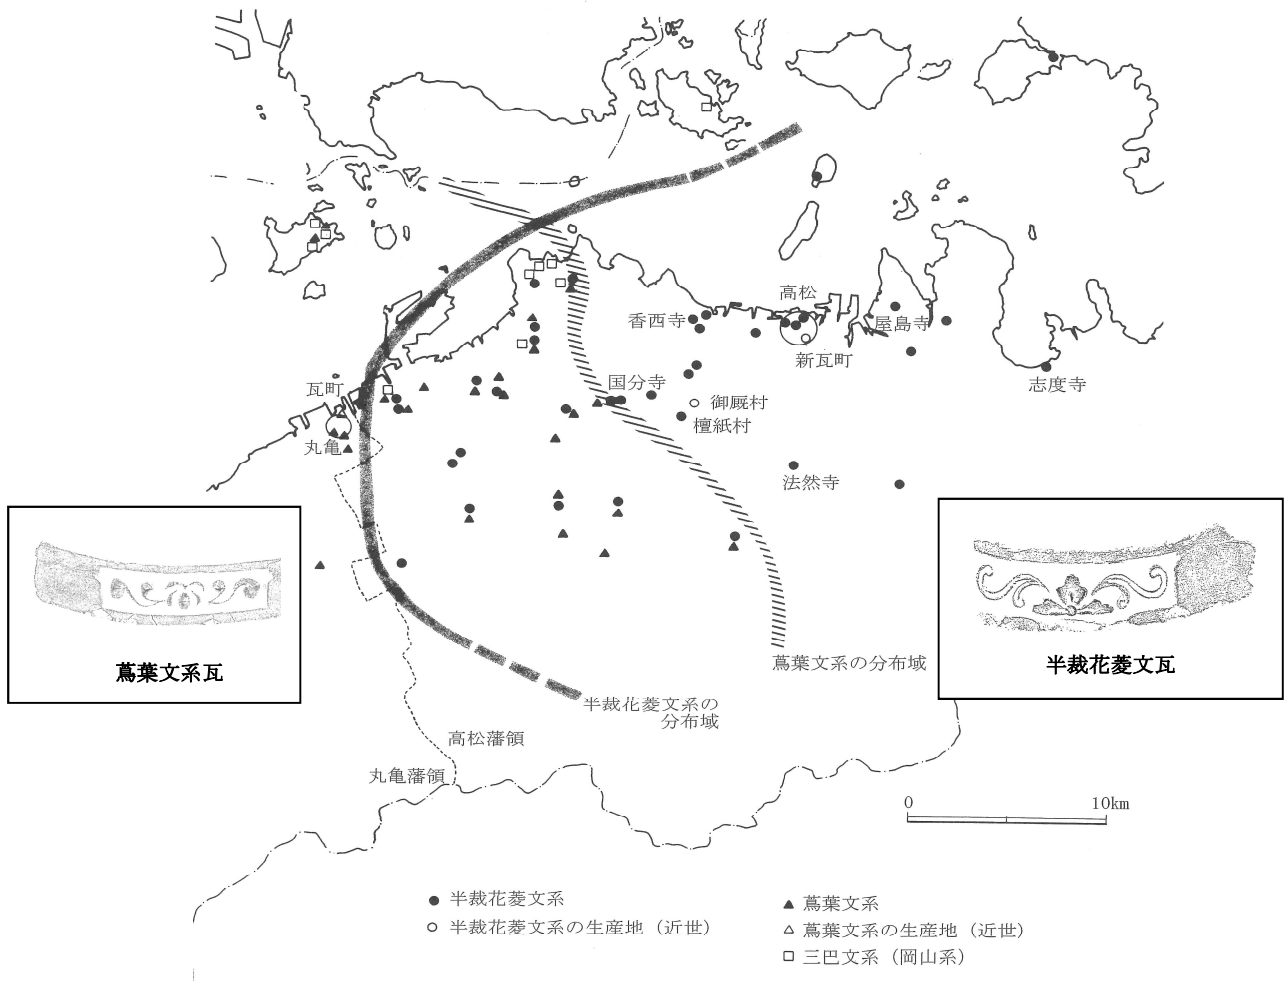 高松
香西寺
屋島寺
新瓦町
瓦町
国分寺
志度寺
御厩村
檀紙村
丸亀
法然寺
蔦葉文系瓦
半裁花菱文瓦
蔦葉文系の分布域
半裁花菱文系の
分布域
高松藩領
丸亀藩領
0 10km
● 半裁花菱文系
○ 半裁花菱文系の生産地（近世）
▲ 蔦葉文系
△ 蔦葉文系の生産地（近世）
□ 三巴文系（岡山系）